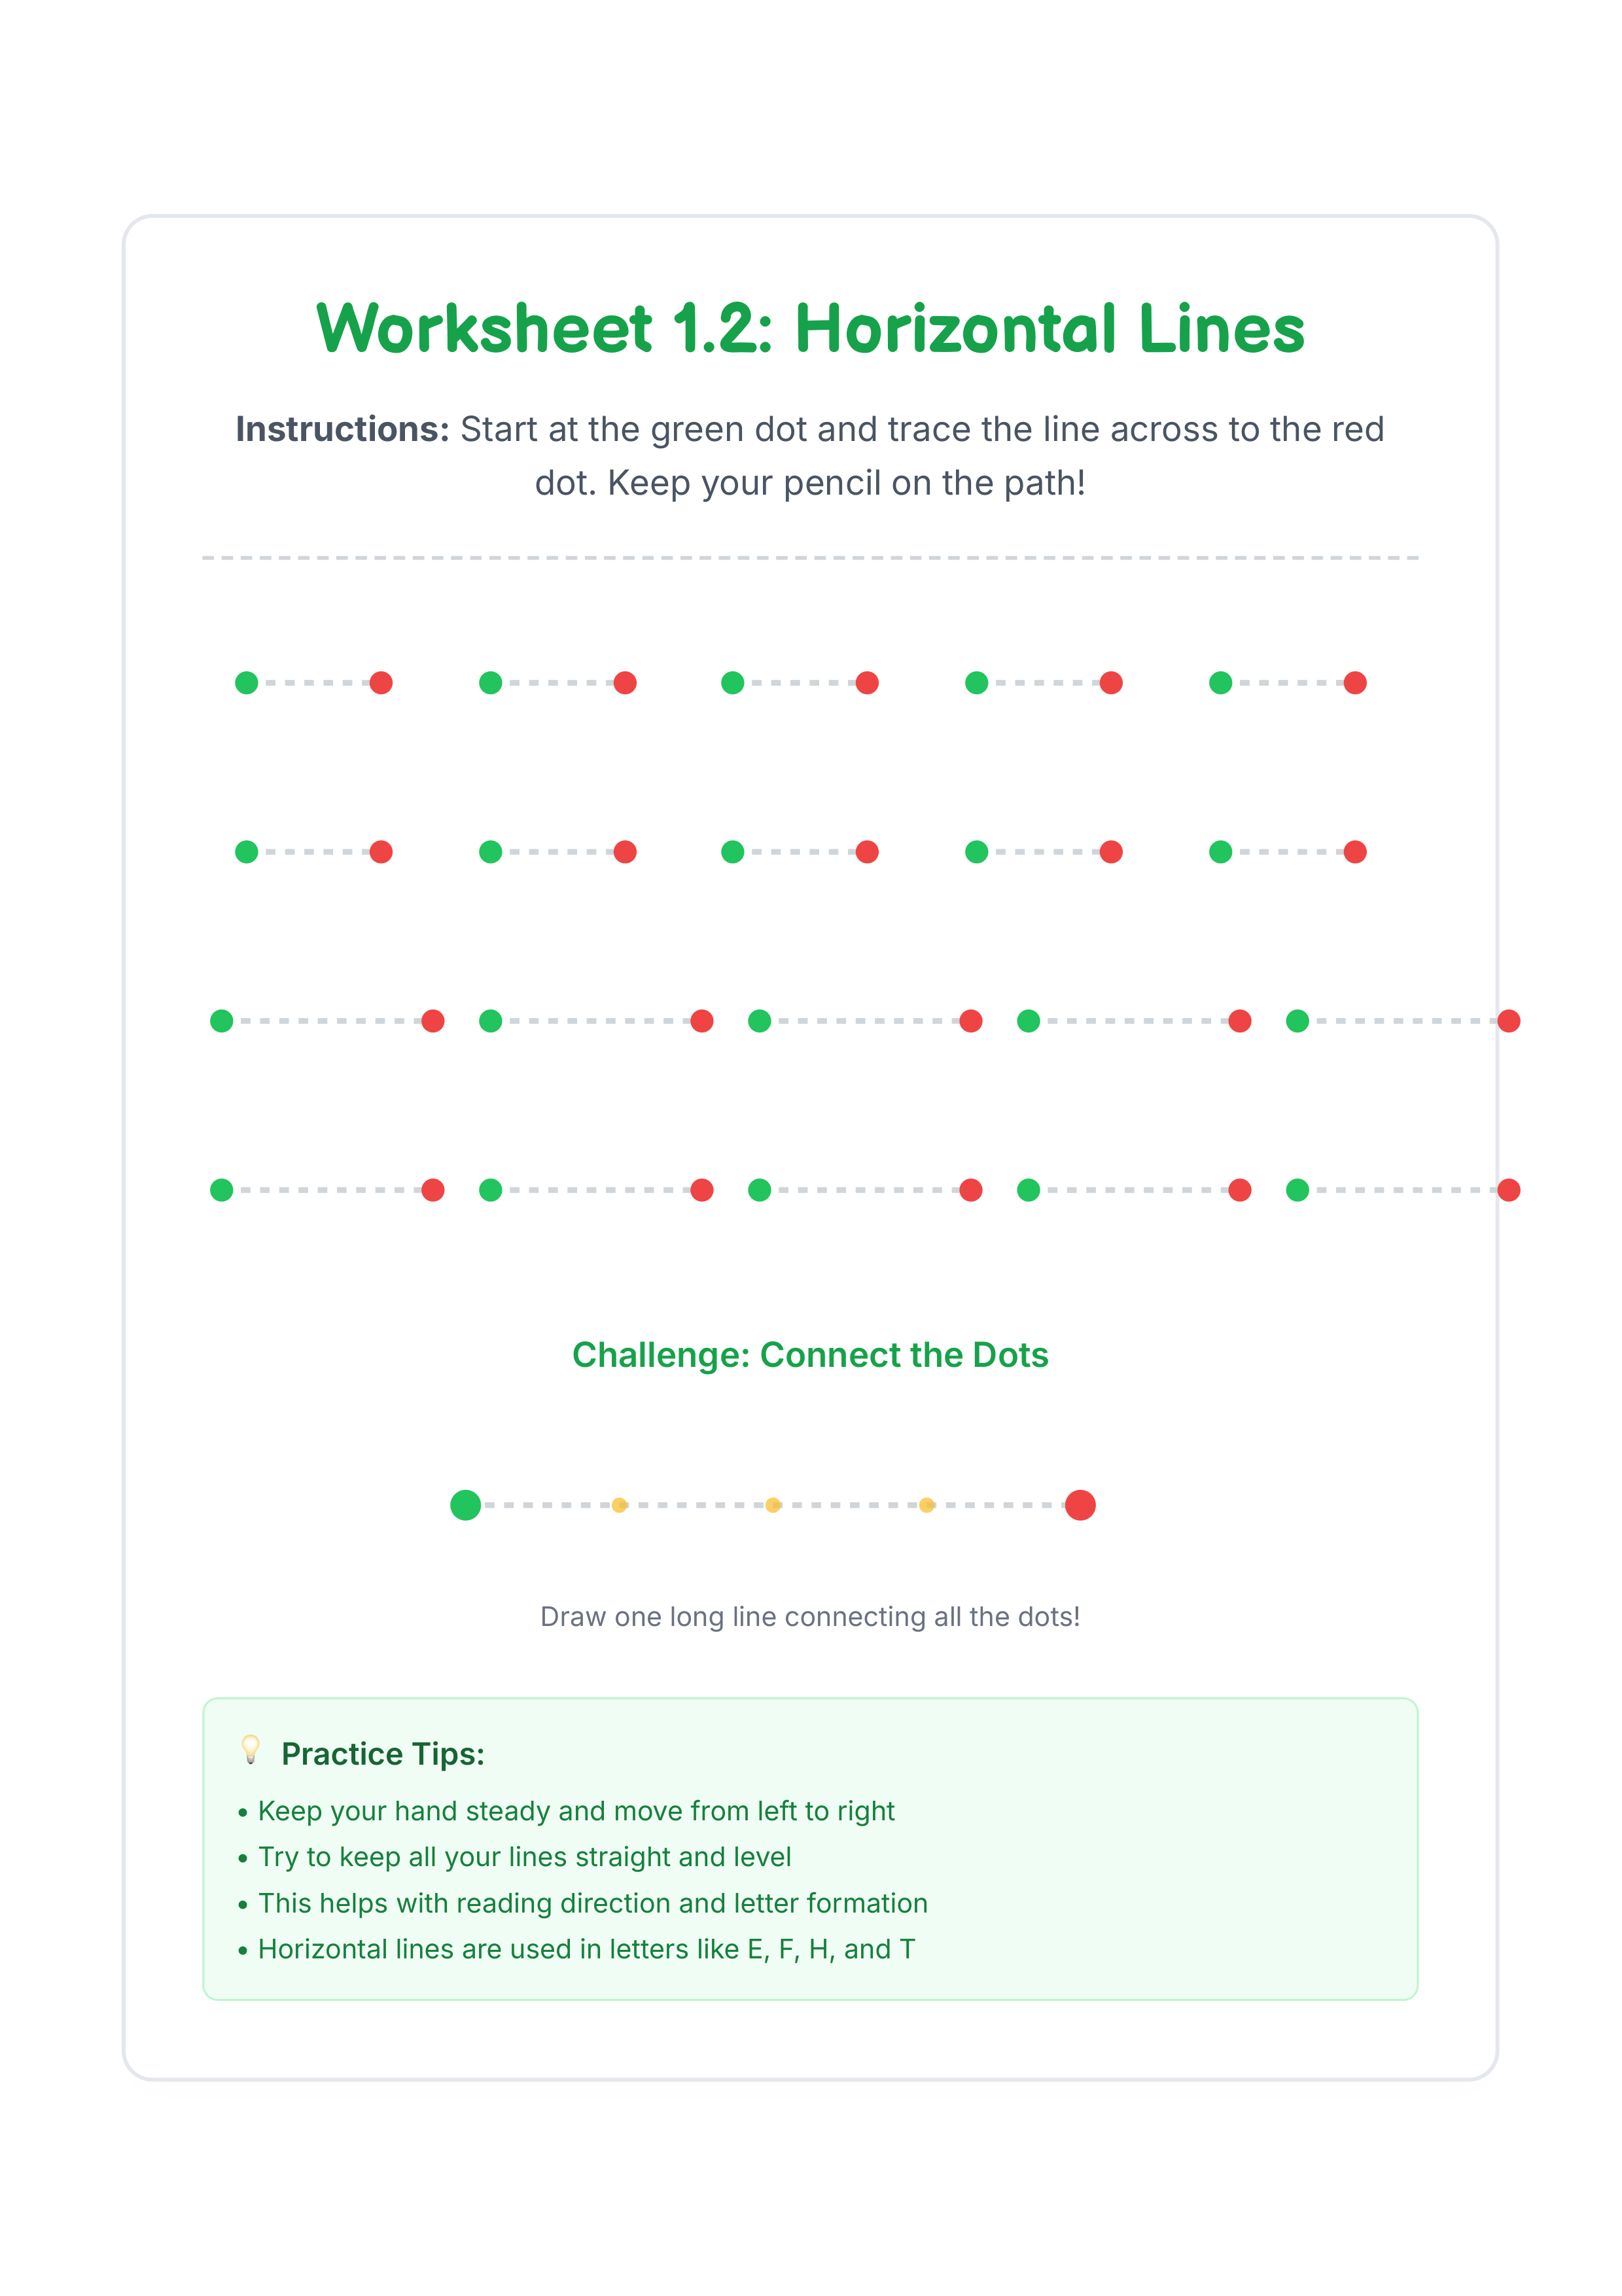 Worksheet 1.2: Horizontal Lines
Instructions: Start at the green dot and trace the line across to the red
dot. Keep your pencil on the path!
Challenge: Connect the Dots
Draw one long line connecting all the dots!
💡 Practice Tips:
• Keep your hand steady and move from left to right
• Try to keep all your lines straight and level
• This helps with reading direction and letter formation
• Horizontal lines are used in letters like E, F, H, and T